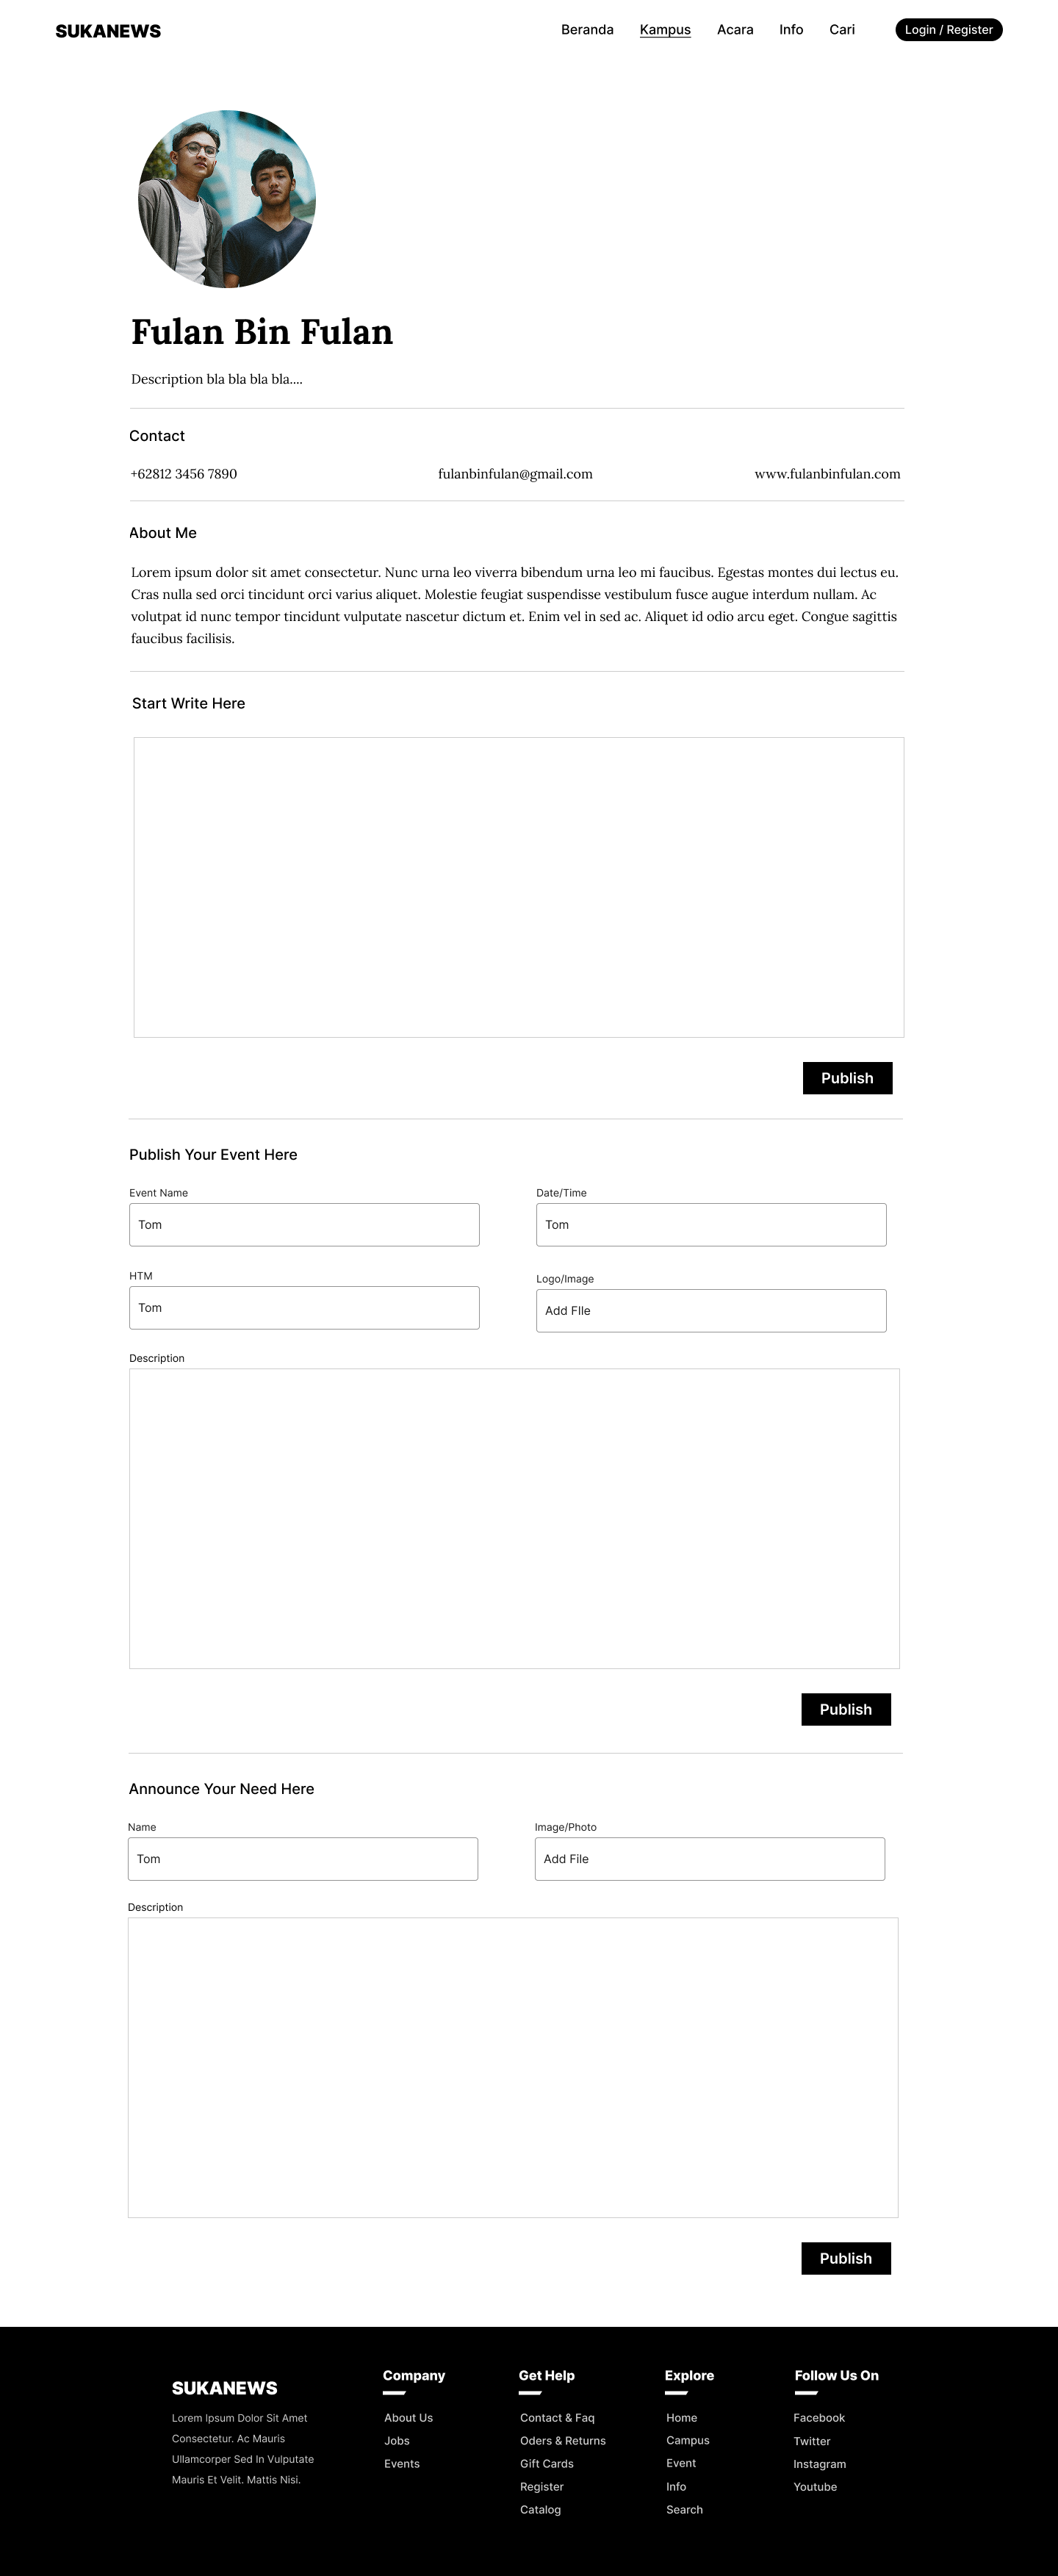 SUKANEWS
Beranda Kampus Acara Info Cari Login / Register
Fulan Bin Fulan
Description bla bla bla bla....
Contact
+62812 3456 7890 fulanbinfulan@gmail.com www.fulanbinfulan.com
About Me
Lorem ipsum dolor sit amet consectetur. Nunc urna leo viverra bibendum urna leo mi faucibus. Egestas montes dui lectus eu.
Cras nulla sed orci tincidunt orci varius aliquet. Molestie feugiat suspendisse vestibulum fusce augue interdum nullam. Ac
volutpat id nunc tempor tincidunt vulputate nascetur dictum et. Enim vel in sed ac. Aliquet id odio arcu eget. Congue sagittis
faucibus facilisis.
Start Write Here
Publish
Publish Your Event Here
Event Name Date/Time
Tom Tom
HTM Logo/Image
Tom Add FIle
Description
Publish
Announce Your Need Here
Name Image/Photo
Tom Add File
Description
Publish
SUKANEWS
Lorem Ipsum Dolor Sit Amet
Consectetur. Ac Mauris
Ullamcorper Sed In Vulputate
Mauris Et Velit. Mattis Nisi.
Company
About Us
Jobs
Events
Get Help
Contact & Faq
Oders & Returns
Gift Cards
Register
Catalog
Explore
Home
Campus
Event
Info
Search
Follow Us On
Facebook
Twitter
Instagram
Youtube